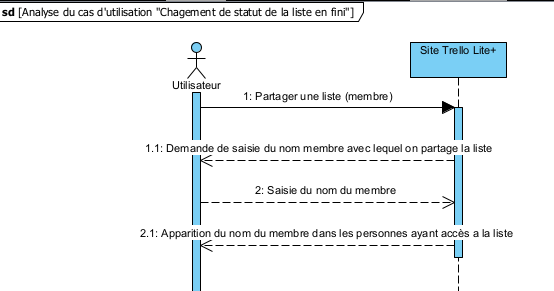 sd [Analyse du cas d'utilisation "Chagement de statut de la liste en fini"]
Site Trello Lite+
Utilisateur
1: Partager une liste (membre)
1.1: Demande de saisie du nom membre avec lequel on partage la liste
2: Saisie du nom du membre
2.1: Apparition du nom du membre dans les personnes ayant accès a la liste